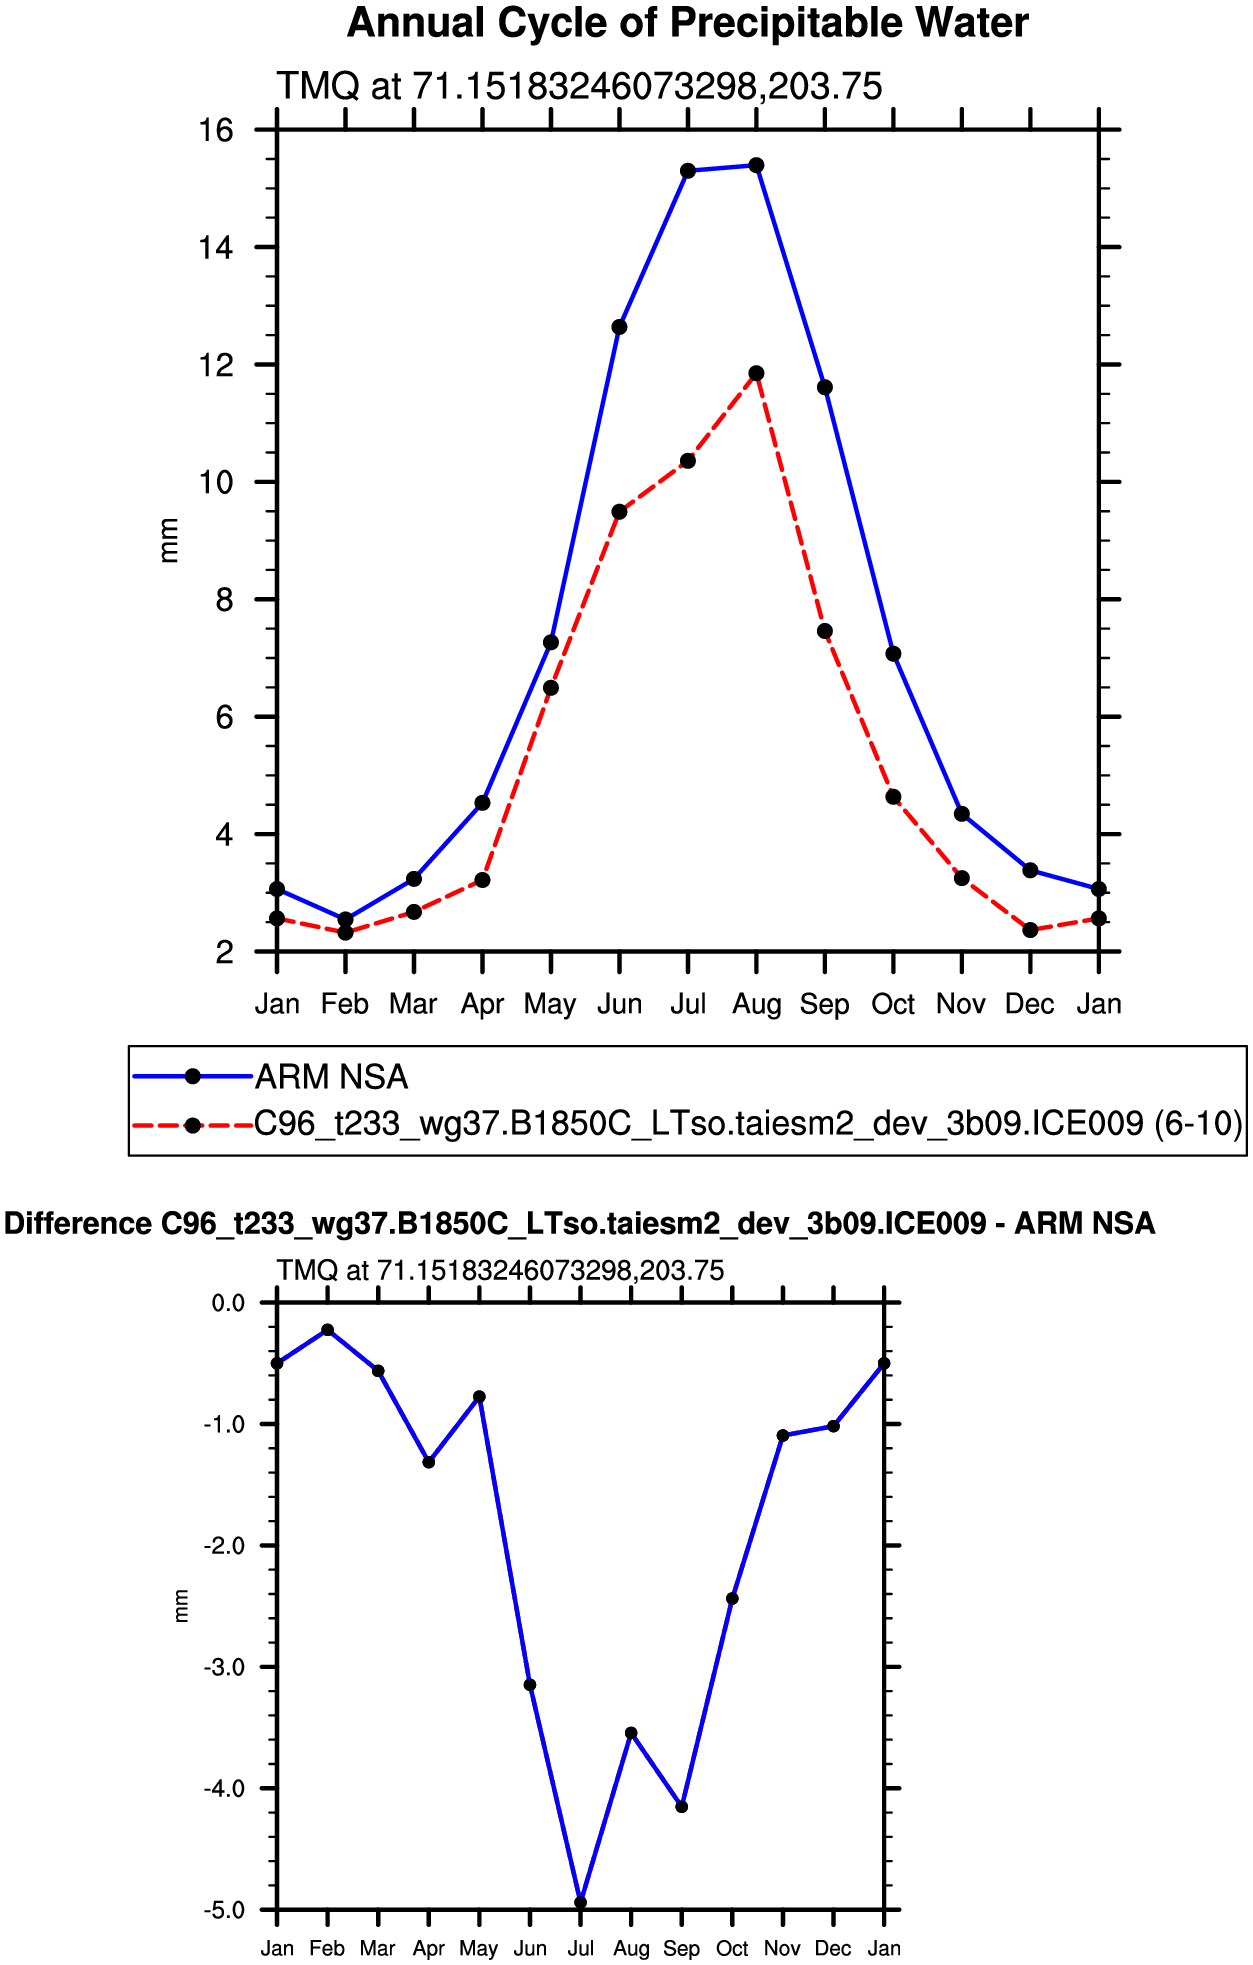 Annual Cycle of Precipitable Water
TMQ at 71.15183246073298,203.75
16
14
12
10
8
6
4
2
mm
Jan Feb Mar Apr May Jun Jul Aug Sep Oct Nov Dec Jan
ARM NSA
C96_t233_wg37.B1850C_LTso.taiesm2_dev_3b09.ICE009 (6-10)
Difference C96_t233_wg37.B1850C_LTso.taiesm2_dev_3b09.ICE009 - ARM NSA
TMQ at 71.15183246073298,203.75
0.0
-1.0
-2.0
-3.0
-4.0
-5.0
mm
Jan Feb Mar Apr May Jun Jul Aug Sep Oct Nov Dec Jan